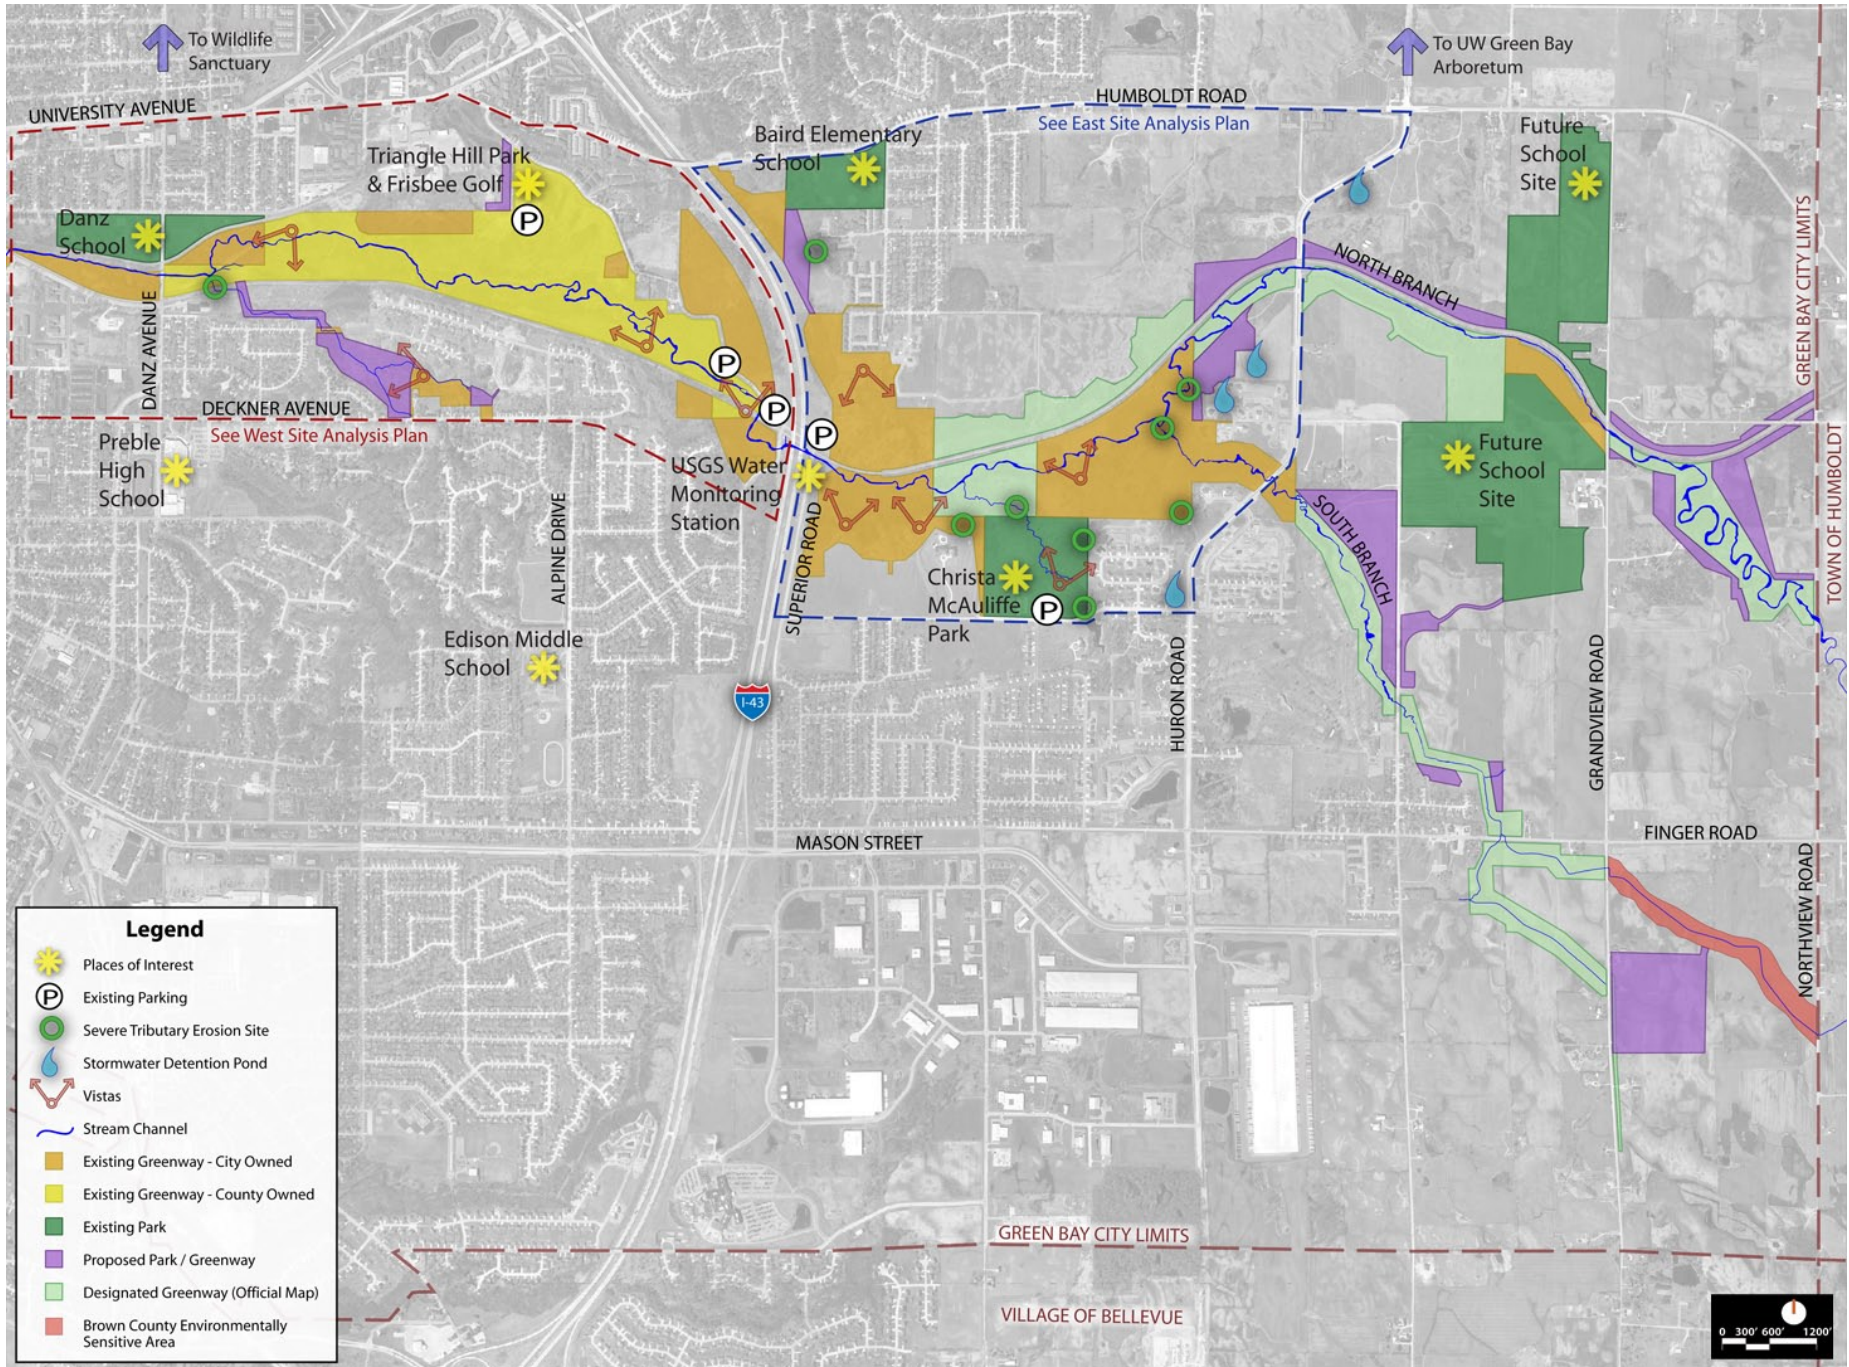 To Wildlife
Sanctuary
To UW Green Bay
Arboretum
UNIVERSITY AVENUE
HUMBOLDT ROAD
See East Site Analysis Plan
Baird Elementary
School
Future
School
Site
Triangle Hill Park
& Frisbee Golf
P
Danz
School
GREEN BAY CITY LIMITS
NORTH BRANCH
DANZ AVENUE
P
P
P
DECKNER AVENUE
See West Site Analysis Plan
Preble
High
School
USGS Water
Monitoring
Station
Future
School
Site
TOWN OF HUMBOLDT
ALPINE DRIVE
SUPERIOR ROAD
SOUTH BRANCH
Christa
McAuliffe
Park
P
Edison Middle
School
I-43
HURON ROAD
GRANDVIEW ROAD
MASON STREET
FINGER ROAD
NORTHVIEW ROAD
Legend
Places of Interest
P
Existing Parking
Severe Tributary Erosion Site
Stormwater Detention Pond
Vistas
Stream Channel
Existing Greenway - City Owned
Existing Greenway - County Owned
Existing Park
Proposed Park / Greenway
Designated Greenway (Official Map)
Brown County Environmentally
Sensitive Area
GREEN BAY CITY LIMITS
VILLAGE OF BELLEVUE
0 300' 600' 1200'